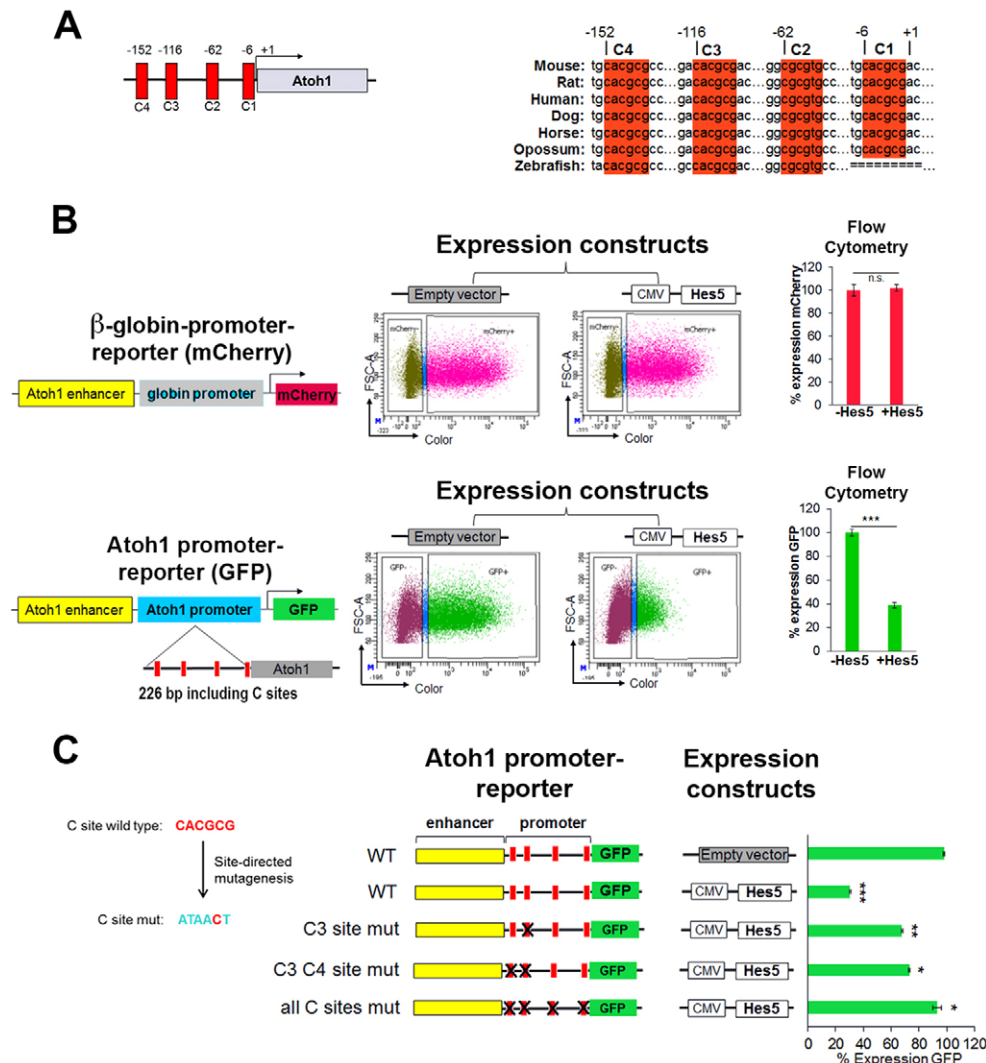 A
-152 -116 -62 -6 +1
Atoh1
C4 C3 C2 C1
-152 -116 -62 -6 +1
C4 C3 C2 C1
Mouse: tgcacgcgcc...gacacgcgac...ggcgcgtgcc...tgcacgcgac...
Rat: tgcacgcgcc...gacacgcgac...ggcgcgtgcc...tgcacgcgac...
Human: tgcacgcgcc...gacacgcgac...ggcgcgtgcc...tgcacgcgac...
Dog: tgcacgcgcc...gacacgcgac...ggcgcgtgcc...tgcacgcgac...
Horse: tgcacgcgcc...gacacgcgac...ggcgcgtgcc...tgcacgcgac...
Opossum: tgcacgcgcc...gacacgcgac...ggcgcgtgcc...tgcacgcgac...
Zebrafish: tacacgcgcc...gccacgcgac...ggcgcgtgcc...=========...
B
β-globin-promoter-
reporter (mCherry)
Atoh1 enhancer globin promoter mCherry
Expression constructs
Empty vector CMV Hes5
mCherry- mCherry+
mCherry- mCherry+
FSC-A
FSC-A
Color
Color
Flow
Cytometry
% expression mCherry
120
100
80
60
40
20
0
n.s.
-Hes5 +Hes5
Atoh1 promoter-
reporter (GFP)
Atoh1 enhancer Atoh1 promoter GFP
Atoh1
226 bp including C sites
Expression constructs
Empty vector CMV Hes5
GFP- GFP+
GFP- GFP+
FSC-A
FSC-A
-195
Color
Color
Flow
Cytometry
% expression GFP
120
100
80
60
40
20
0
***
-Hes5 +Hes5
C
C site wild type: CACGCG
Site-directed
mutagenesis
C site mut: ATAACT
Atoh1 promoter-
reporter
enhancer promoter
Expression
constructs
WT GFP Empty vector
WT GFP CMV Hes5 ***
C3 site mut GFP CMV Hes5 **
C3 C4 site mut GFP CMV Hes5 *
all C sites mut GFP CMV Hes5 *
0 20 40 60 80 100 120
% Expression GFP